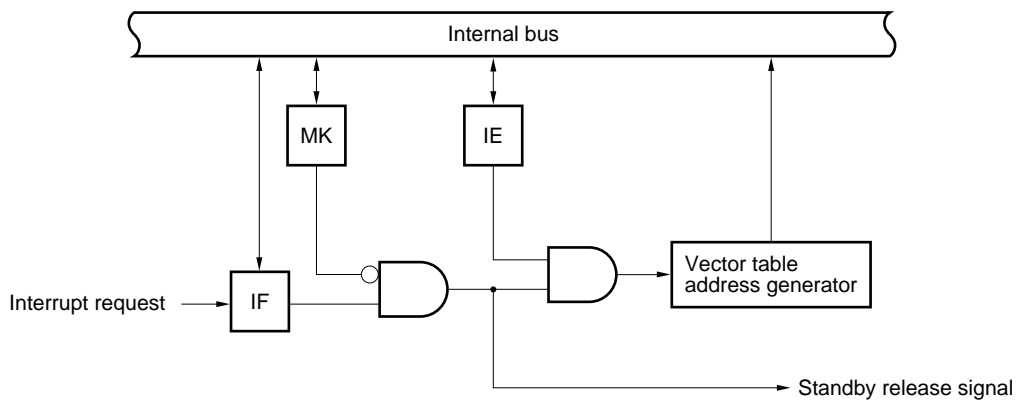 Internal bus
MK
IE
Vector table
address generator
Interrupt request
IF
Standby release signal